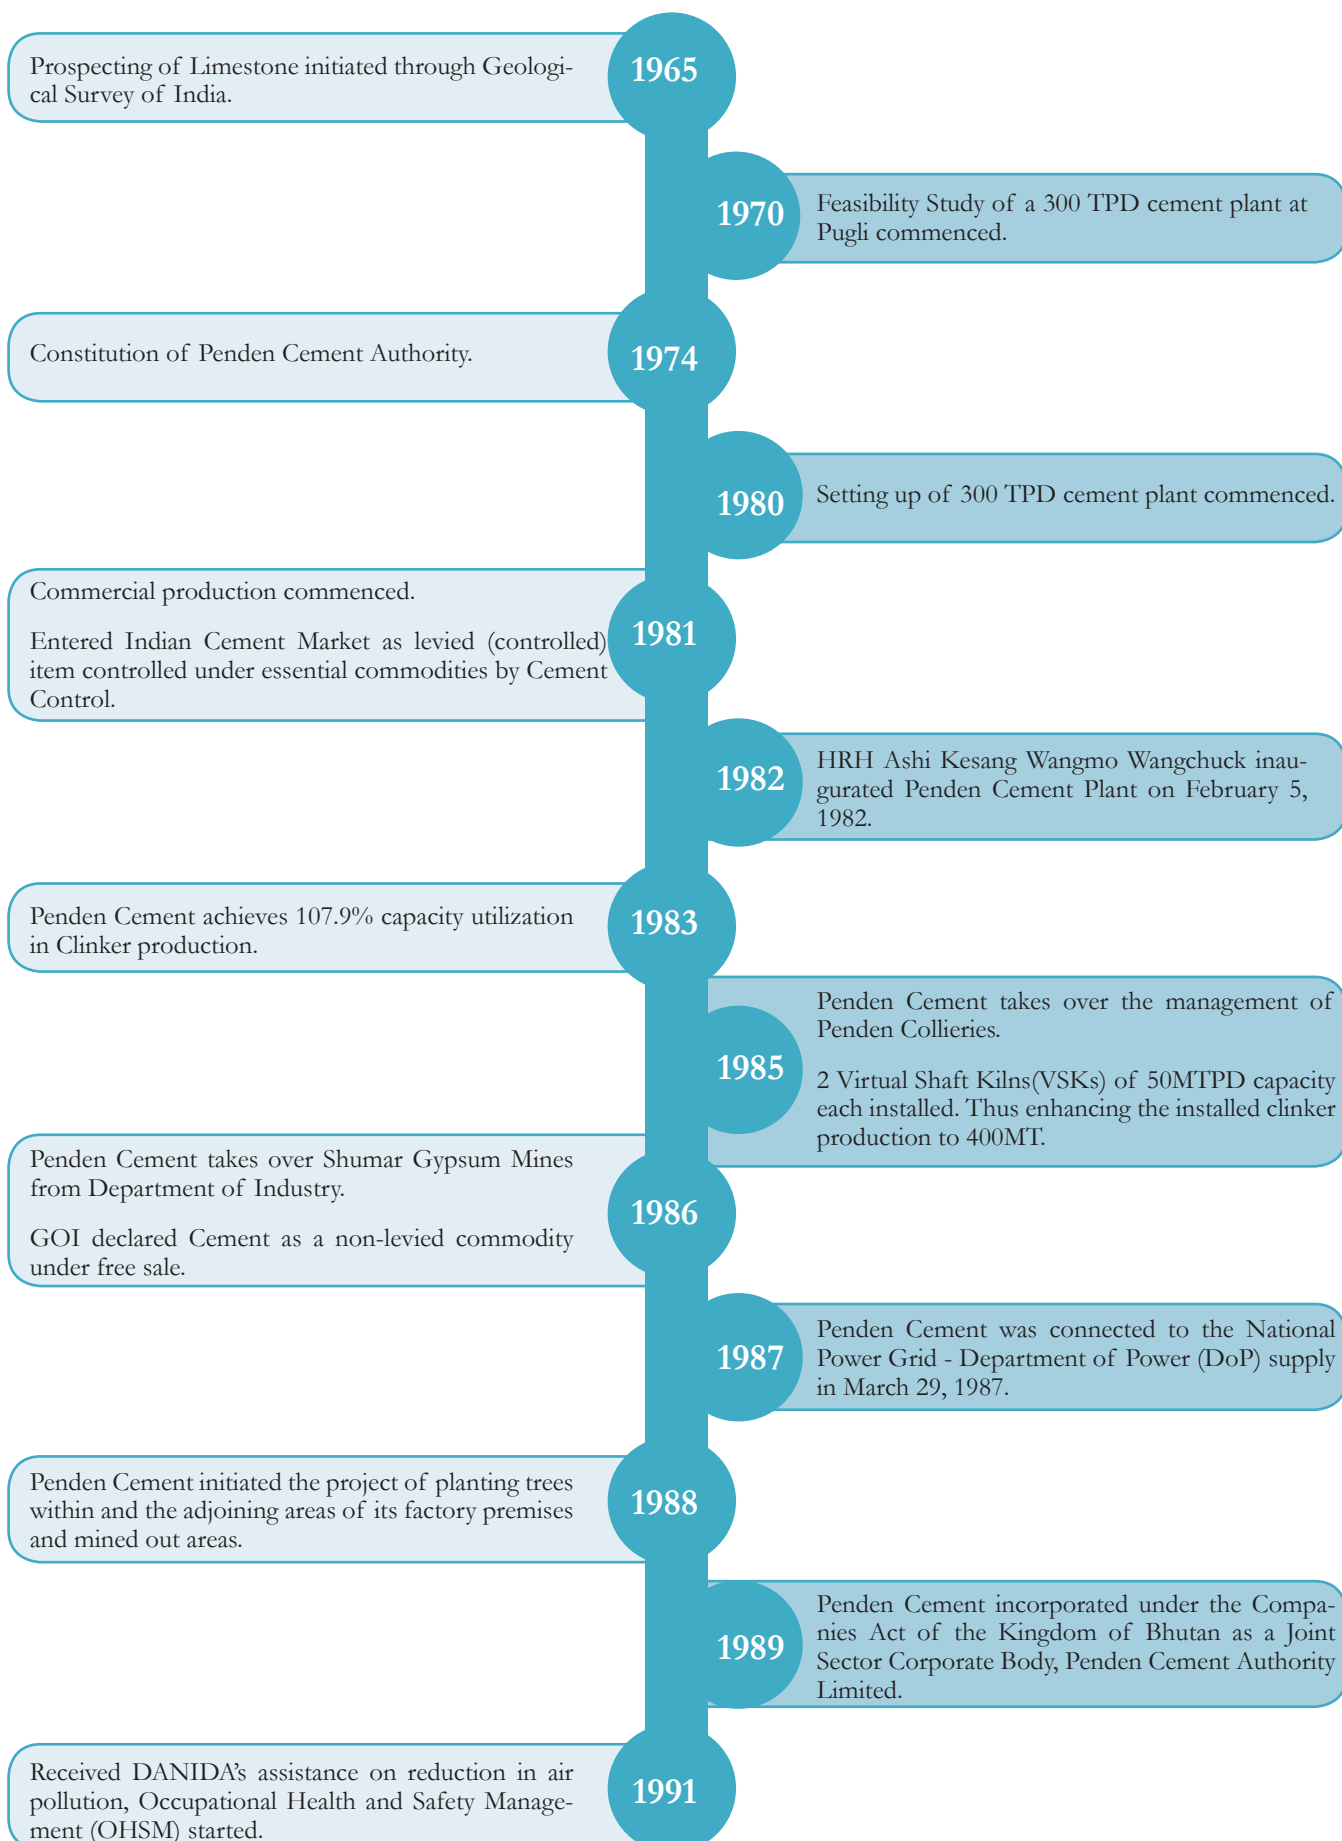 1965
Prospecting of Limestone initiated through Geologi-
cal Survey of India.
1970
Feasibility Study of a 300 TPD cement plant at
Pugli commenced.
1974
Constitution of Penden Cement Authority.
1980
Setting up of 300 TPD cement plant commenced.
1981
Commercial production commenced.
Entered Indian Cement Market as levied (controlled)
item controlled under essential commodities by Cement
Control.
1982
HRH Ashi Kesang Wangmo Wangchuck inau-
gurated Penden Cement Plant on February 5,
1982.
1983
Penden Cement achieves 107.9% capacity utilization
in Clinker production.
1985
Penden Cement takes over the management of
Penden Collieries.
2 Virtual Shaft Kilns(VSKs) of 50MTPD capacity
each installed. Thus enhancing the installed clinker
production to 400MT.
1986
Penden Cement takes over Shumar Gypsum Mines
from Department of Industry.
GOI declared Cement as a non-levied commodity
under free sale.
1987
Penden Cement was connected to the National
Power Grid - Department of Power (DoP) supply
in March 29, 1987.
1988
Penden Cement initiated the project of planting trees
within and the adjoining areas of its factory premises
and mined out areas.
1989
Penden Cement incorporated under the Compa-
nies Act of the Kingdom of Bhutan as a Joint
Sector Corporate Body, Penden Cement Authority
Limited.
1991
Received DANIDA's assistance on reduction in air
pollution, Occupational Health and Safety Manage-
ment (OHSM) started.